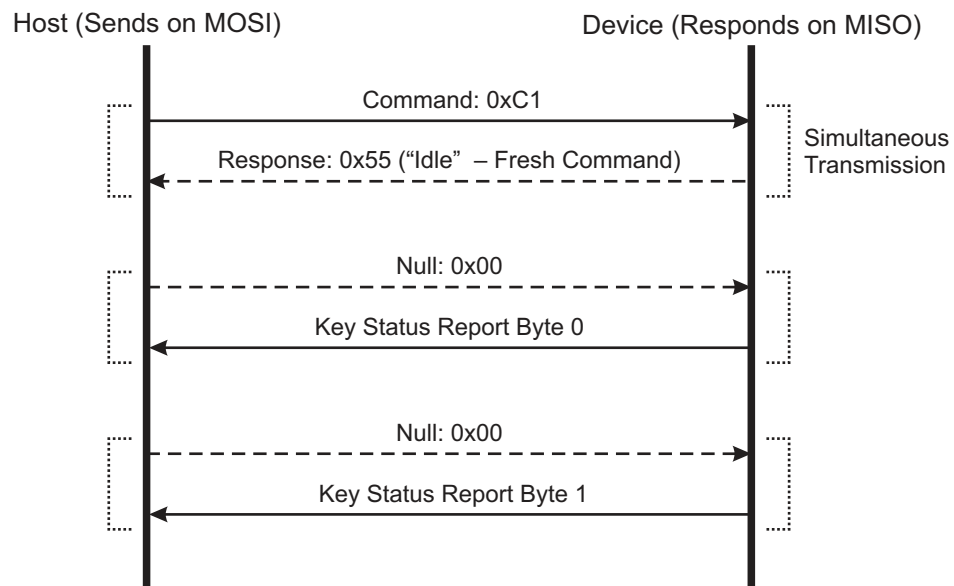 Host (Sends on MOSI)
Device (Responds on MISO)
Command: 0xC1
Simultaneous
Transmission
Response: 0x55 (“Idle” – Fresh Command)
Null: 0x00
Key Status Report Byte 0
Null: 0x00
Key Status Report Byte 1